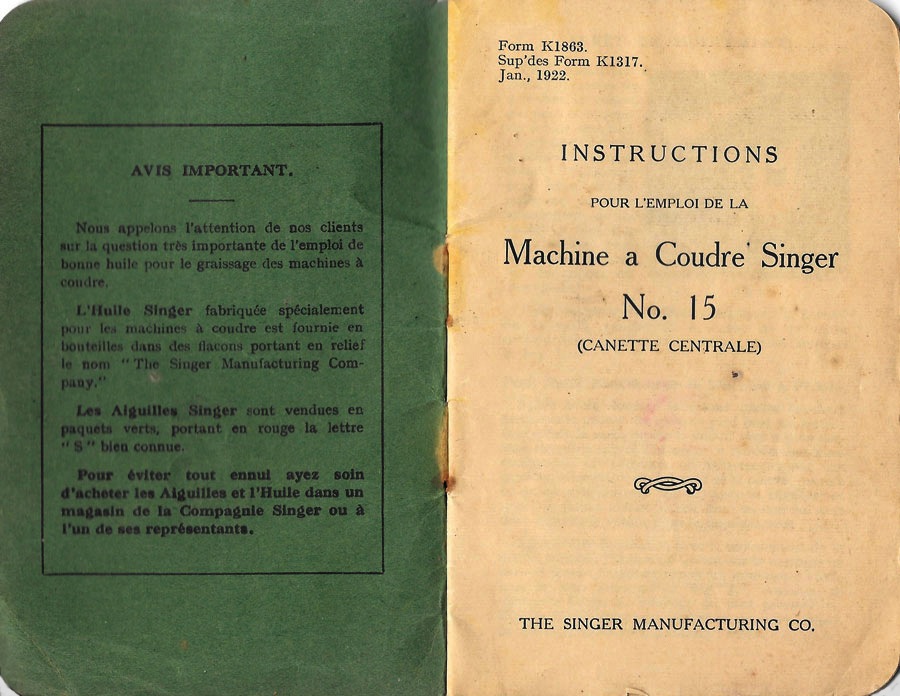 AVIS IMPORTANT.
Nous appelons l'attention de nos clients
sur la question très importante de l'emploi de
bonne huile pour le graissage des machines à
coudre.
L'Huile Singer fabriquée spécialement
pour les machines à coudre est fournie en
bouteilles dans des flacons portant en relief
le nom "The Singer Manufacturing Com-
pany."
Les Aiguilles Singer sont vendues en
paquets verts, portant en rouge la lettre
"S" bien connue.
Pour éviter tout ennui ayez soin
d'acheter les Aiguilles et l'Huile dans un
magasin de la Compagnie Singer ou à
l'un de ses représentants.
Form K1863.
Sup'des Form K1317.
Jan., 1922.
INSTRUCTIONS
POUR L'EMPLOI DE LA
Machine a Coudre Singer
No. 15
(CANETTE CENTRALE)
THE SINGER MANUFACTURING CO.